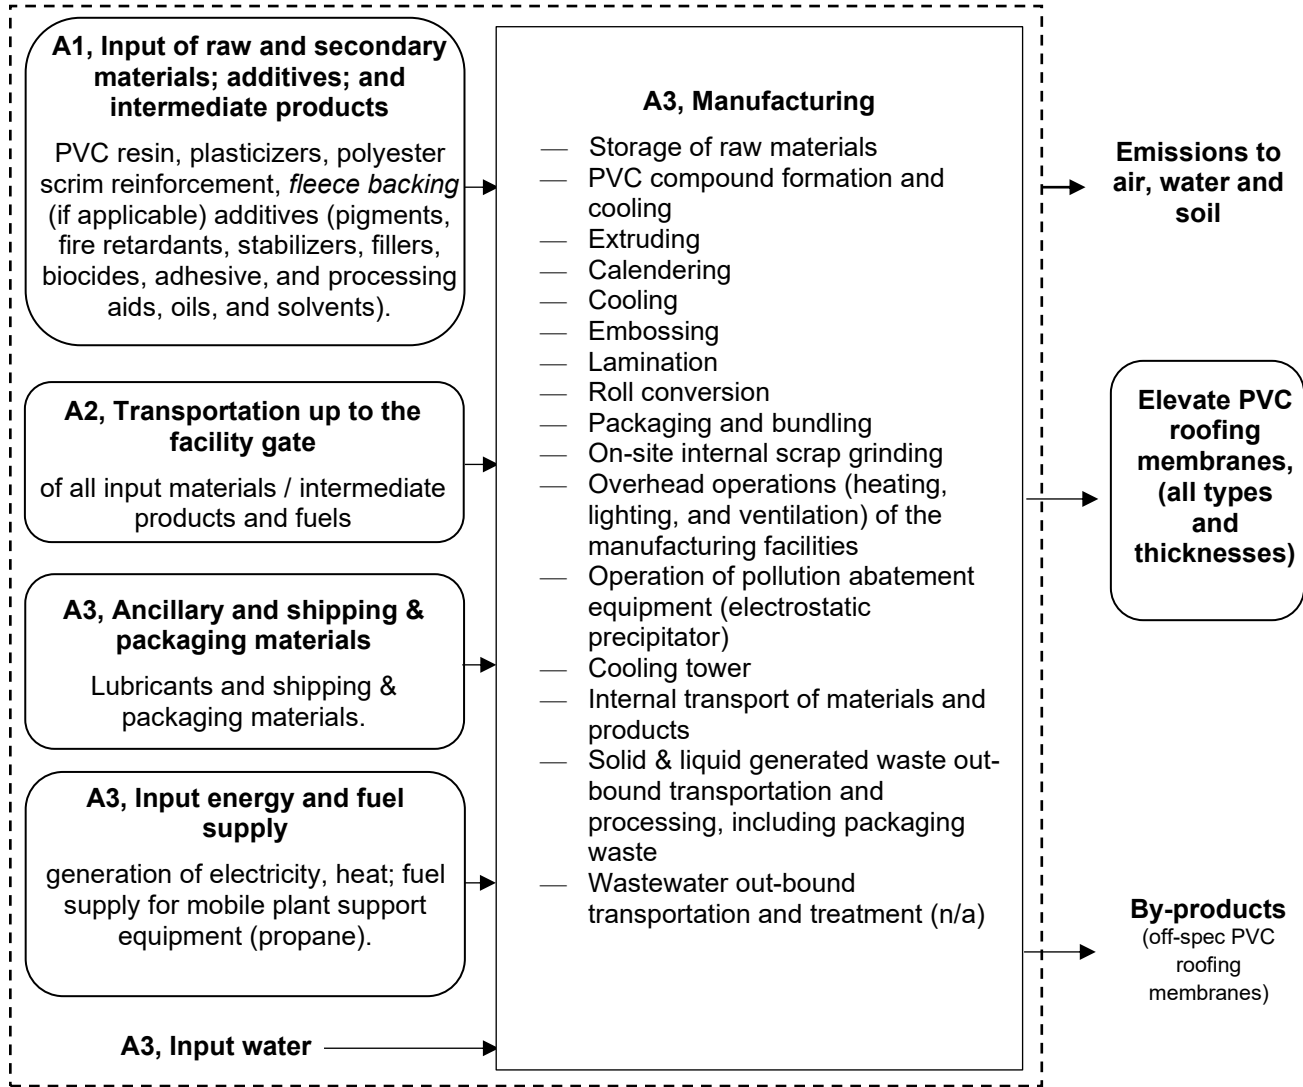 A1, Input of raw and secondary
materials; additives; and
intermediate products
PVC resin, plasticizers, polyester
scrim reinforcement, fleece backing
(if applicable) additives (pigments,
fire retardants, stabilizers, fillers,
biocides, adhesive, and processing
aids, oils, and solvents).
A2, Transportation up to the
facility gate
of all input materials / intermediate
products and fuels
A3, Ancillary and shipping &
packaging materials
Lubricants and shipping &
packaging materials.
A3, Input energy and fuel
supply
generation of electricity, heat; fuel
supply for mobile plant support
equipment (propane).
A3, Input water
A3, Manufacturing
— Storage of raw materials
— PVC compound formation and
cooling
— Extruding
— Calendering
— Cooling
— Embossing
— Lamination
— Roll conversion
— Packaging and bundling
— On-site internal scrap grinding
— Overhead operations (heating,
lighting, and ventilation) of the
manufacturing facilities
— Operation of pollution abatement
equipment (electrostatic
precipitator)
— Cooling tower
— Internal transport of materials and
products
— Solid & liquid generated waste out-
bound transportation and
processing, including packaging
waste
— Wastewater out-bound
transportation and treatment (n/a)
Emissions to
air, water and
soil
Elevate PVC
roofing
membranes,
(all types
and
thicknesses)
By-products
(off-spec PVC
roofing
membranes)